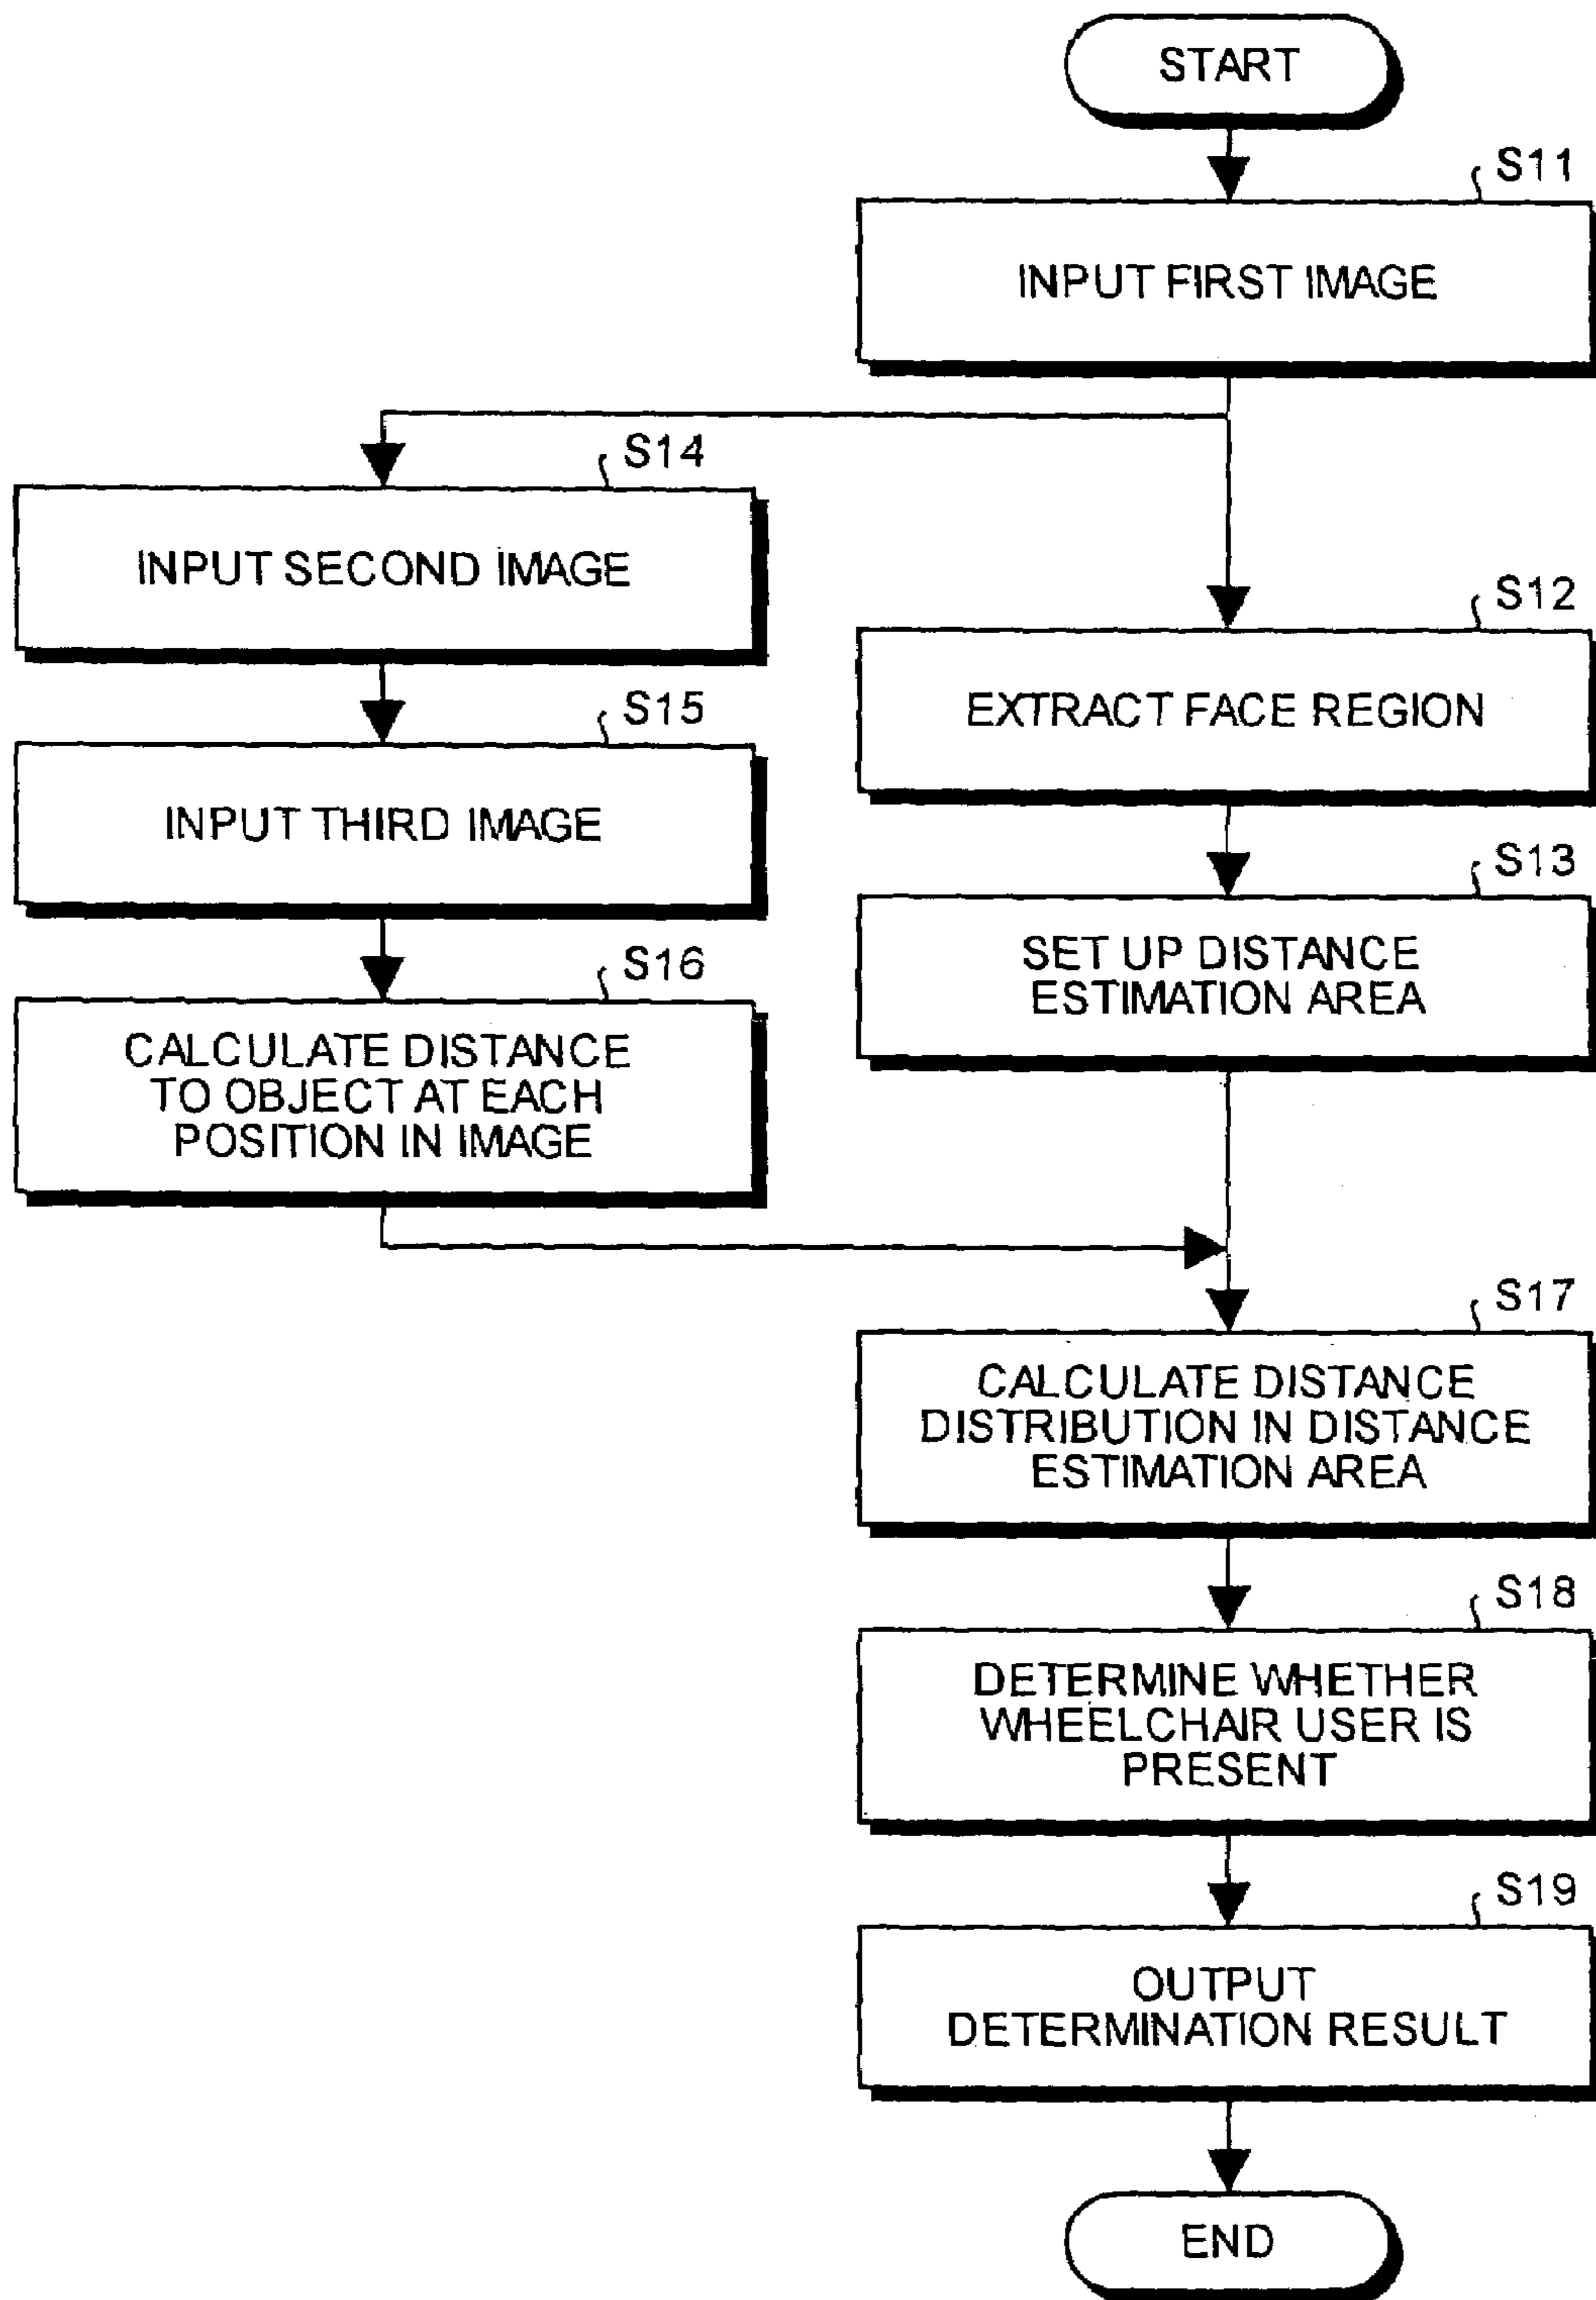 START
S11
INPUT FIRST IMAGE
S14
INPUT SECOND IMAGE
S12
EXTRACT FACE REGION
S15
INPUT THIRD IMAGE
S13
SET UP DISTANCE
ESTIMATION AREA
S16
CALCULATE DISTANCE
TO OBJECT AT EACH
POSITION IN IMAGE
S17
CALCULATE DISTANCE
DISTRIBUTION IN DISTANCE
ESTIMATION AREA
S18
DETERMINE WHETHER
WHEELCHAIR USER IS
PRESENT
S19
OUTPUT
DETERMINATION RESULT
END